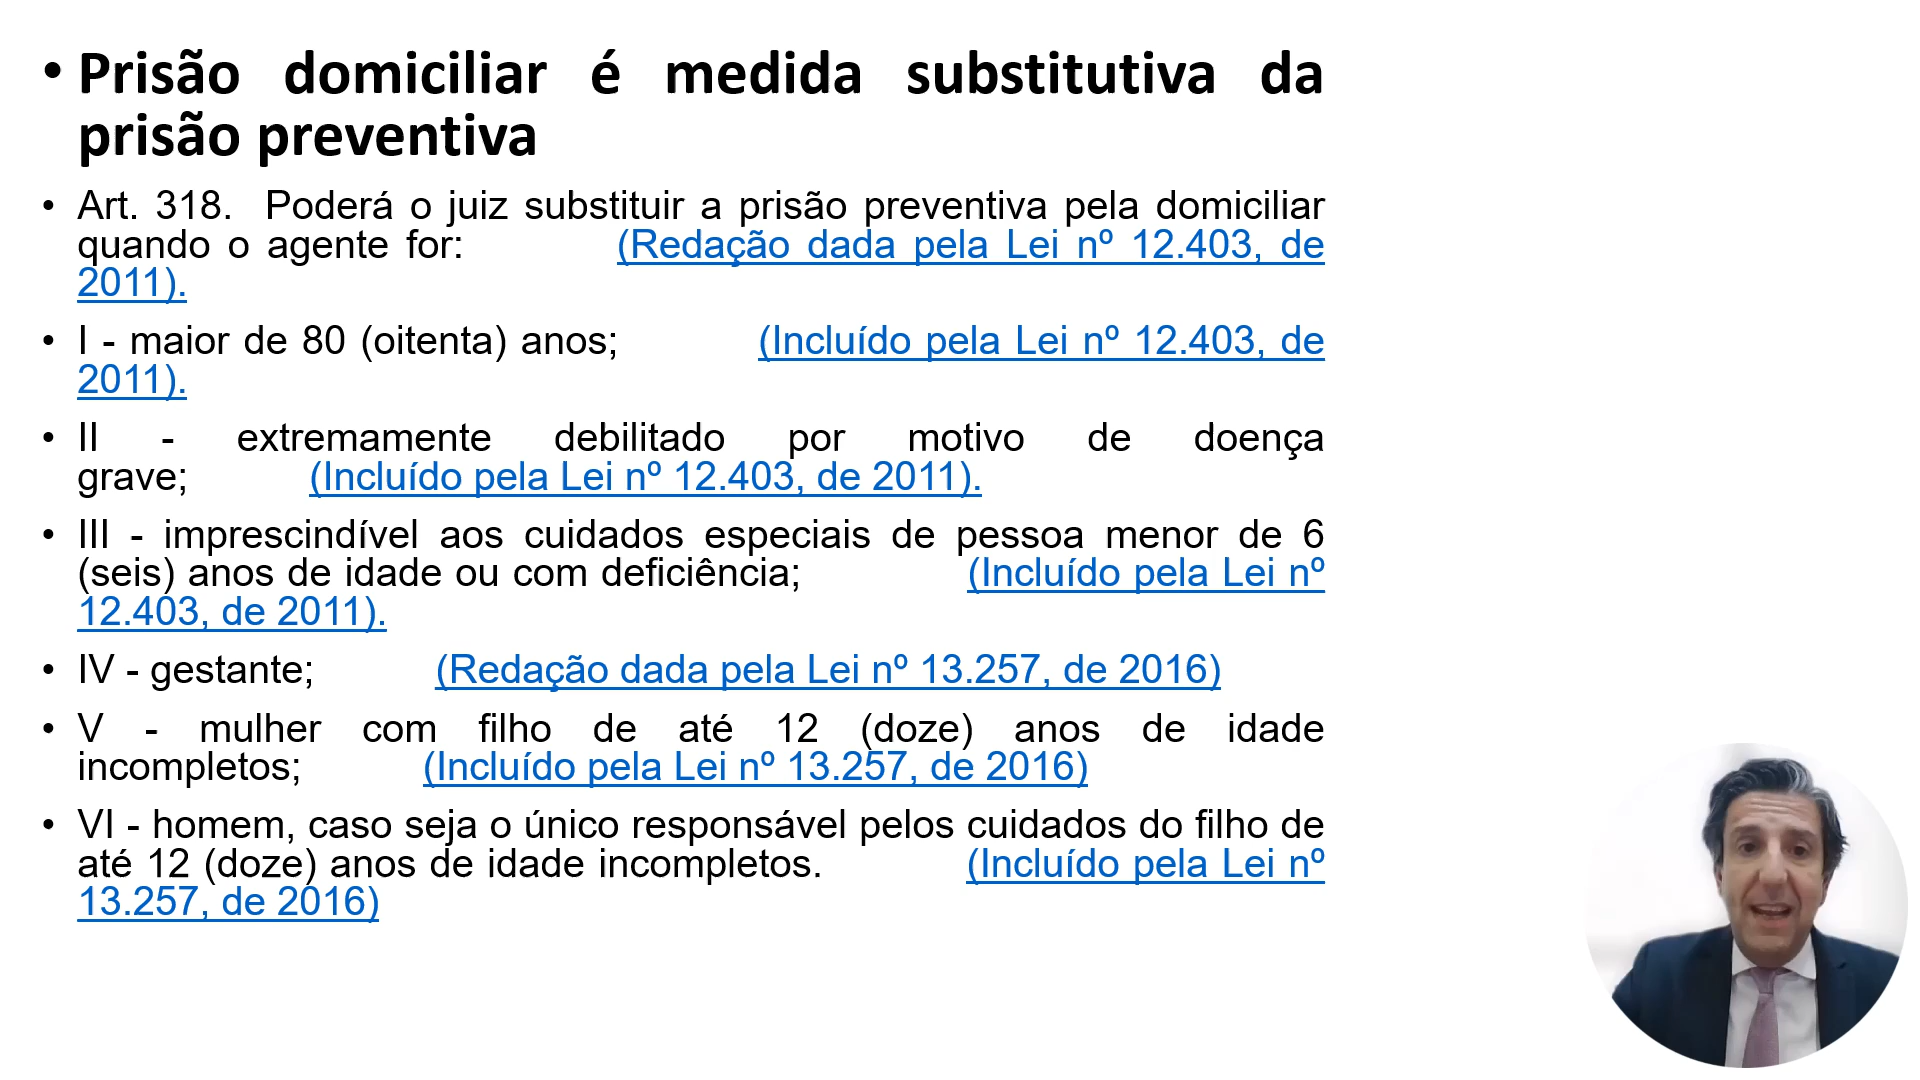 • Prisão domiciliar é medida substitutiva da
prisão preventiva
• Art. 318. Poderá o juiz substituir a prisão preventiva pela domiciliar
quando o agente for: (Redação dada pela Lei nº 12.403, de
2011).
• I - maior de 80 (oitenta) anos; (Incluído pela Lei nº 12.403, de
2011).
• II - extremamente debilitado por motivo de doença
grave; (Incluído pela Lei nº 12.403, de 2011).
• III - imprescindível aos cuidados especiais de pessoa menor de 6
(seis) anos de idade ou com deficiência; (Incluído pela Lei nº
12.403, de 2011).
• IV - gestante; (Redação dada pela Lei nº 13.257, de 2016)
• V - mulher com filho de até 12 (doze) anos de idade
incompletos; (Incluído pela Lei nº 13.257, de 2016)
• VI - homem, caso seja o único responsável pelos cuidados do filho de
até 12 (doze) anos de idade incompletos. (Incluído pela Lei nº
13.257, de 2016)